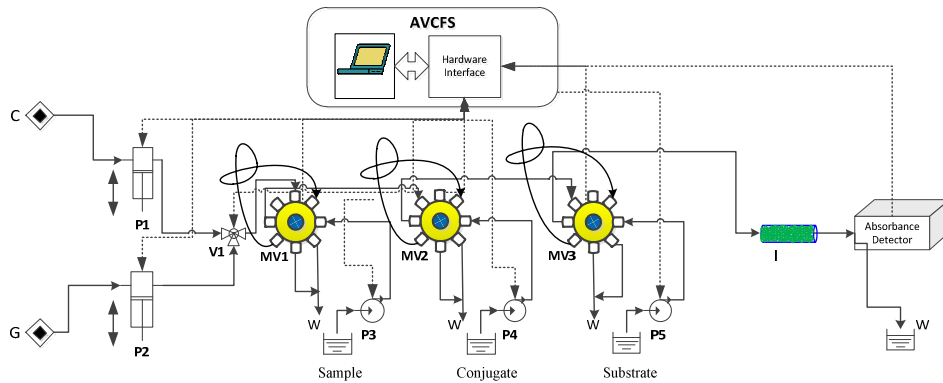 AVCFS
Hardware
Interface
C
P1
V1
MV1
MV2
MV3
I
Absorbance
Detector
G
P2
W
P3
W
P4
W
P5
W
Sample
Conjugate
Substrate